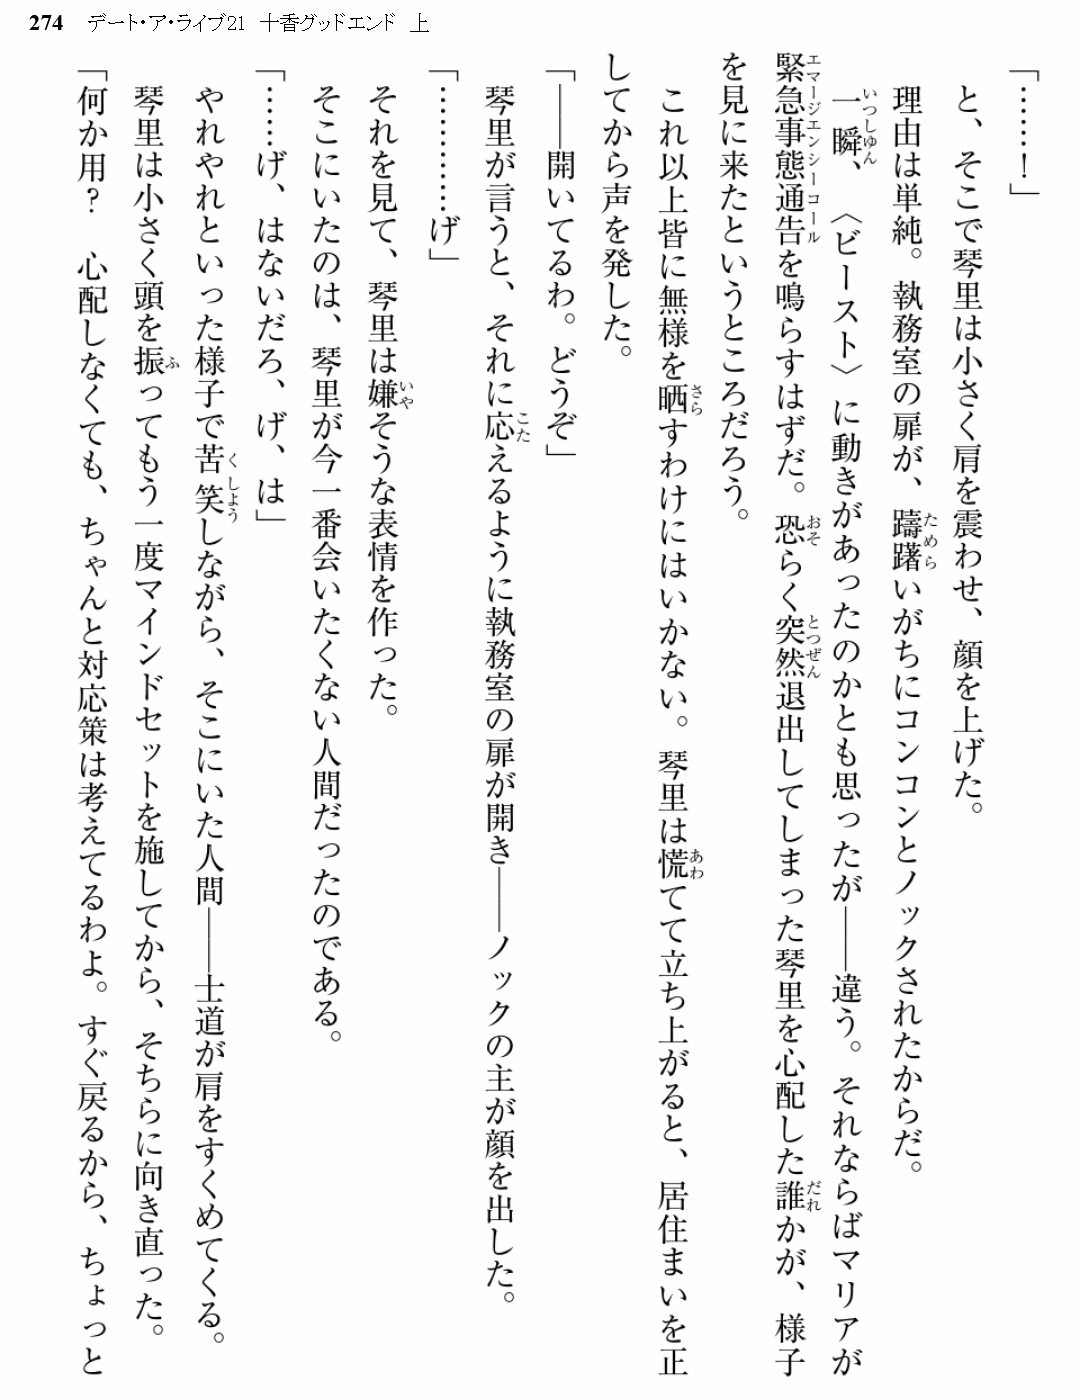 274 デート・ア・ライブ21 十香グッドエンド 上
「……！」
と、そこで琴里は小さく肩を震わせ、顔を上げた。
理由は単純。執務室の扉が、躊躇いがちにコンコンとノックされたからだ。
一瞬、〈ビースト〉に動きがあったのかとも思ったが――違う。それならばマリアが
緊急事態通告を鳴らすはずだ。恐らく突然退出してしまった琴里を心配した誰かが、様子
を見に来たというところだろう。
これ以上皆に無様を晒すわけにはいかない。琴里は慌てて立ち上がると、居住まいを正
してから声を発した。
「――開いてるわ。どうぞ」
琴里が言うと、それに応えるように執務室の扉が開き――ノックの主が顔を出した。
「…………げ」
それを見て、琴里は嫌そうな表情を作った。
そこにいたのは、琴里が今一番会いたくない人間だったのである。
「……げ、はないだろ、げ、は」
やれやれといった様子で苦笑しながら、そこにいた人間――士道が肩をすくめてくる。
琴里は小さく頭を振ってもう一度マインドセットを施してから、そちらに向き直った。
「何か用？　心配しなくても、ちゃんと対応策は考えてるわよ。すぐ戻るから、ちょっと